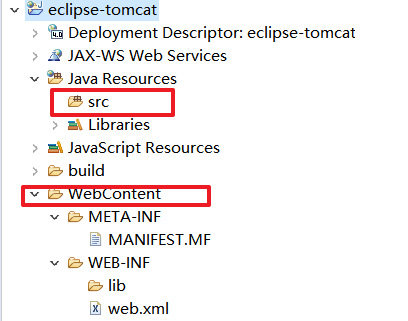 eclipse-tomcat
Deployment Descriptor: eclipse-tomcat
JAX-WS Web Services
Java Resources
src
Libraries
JavaScript Resources
build
WebContent
META-INF
MANIFEST.MF
WEB-INF
lib
web.xml